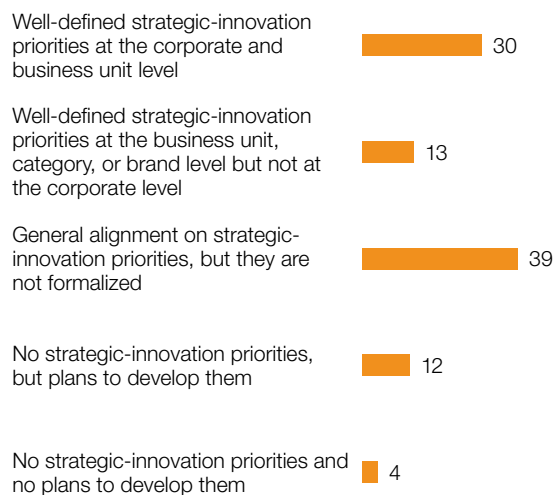 Well-defined strategic-innovation
priorities at the corporate and
business unit level
30
Well-defined strategic-innovation
priorities at the business unit,
category, or brand level but not at
the corporate level
13
General alignment on strategic-
innovation priorities, but they are
not formalized
39
No strategic-innovation priorities,
but plans to develop them
12
No strategic-innovation priorities and
no plans to develop them
4